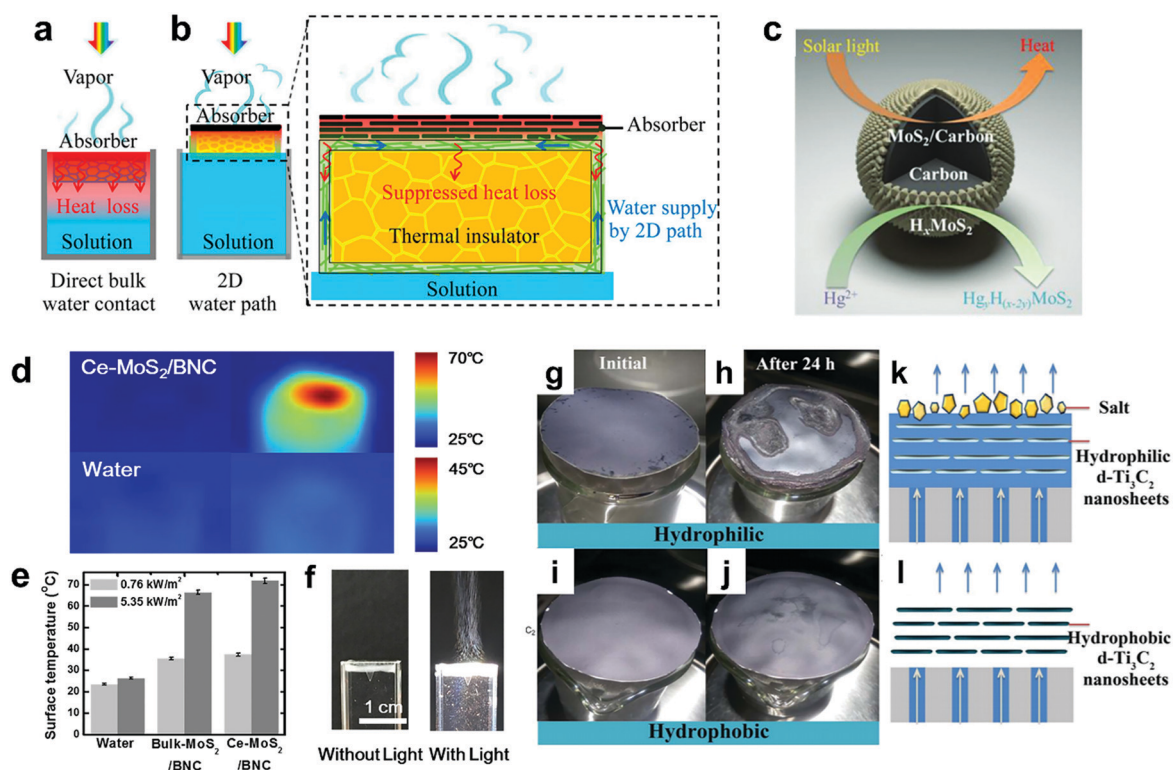 a
Vapor
Absorber
Heat loss
Solution
Direct bulk
water contact
b
Vapor
Absorber
Solution
2D
water path
Absorber
Suppressed heat loss
Thermal insulator
Water supply
by 2D path
Solution
c
Solar light
Heat
MoS₂/Carbon
Carbon
HₓMoS₂
Hg²⁺
Hg_yH_(x-2y)MoS₂
d
Ce-MoS₂/BNC
Water
70℃
25℃
45℃
25℃
e
Surface temperature (°C)
70
60
50
40
30
20
10
0
0.76 kW/m²
5.35 kW/m²
Water
Bulk-MoS₂
/BNC
Ce-MoS₂
/BNC
f
1 cm
Without Light
With Light
g
Initial
h
After 24 h
Hydrophilic
i
C₂
j
Hydrophobic
k
Salt
Hydrophilic
d-Ti₃C₂
nanosheets
l
Hydrophobic
d-Ti₃C₂
nanosheets